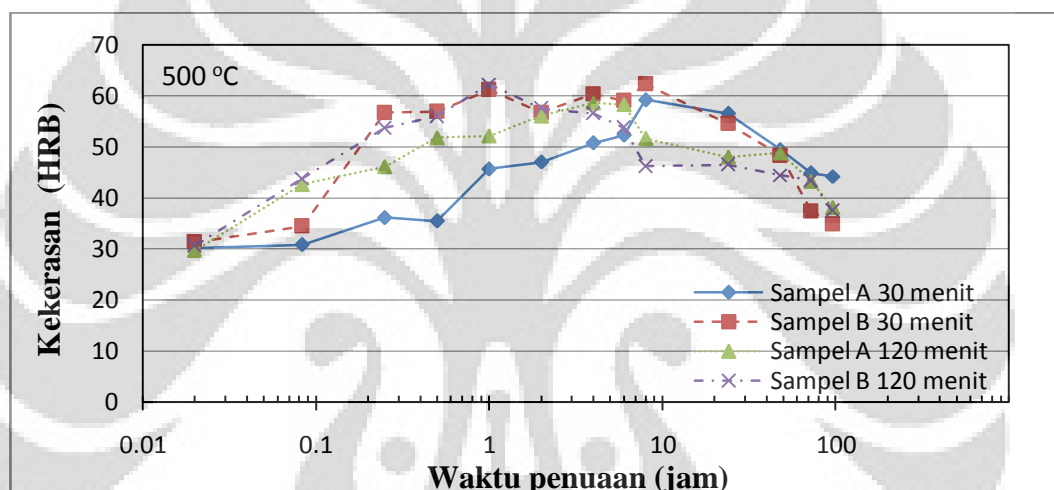 500 °C
Kekerasan (HRB)
70
60
50
40
30
20
10
0
Sampel A 30 menit
Sampel B 30 menit
Sampel A 120 menit
Sampel B 120 menit
0.01 0.1 1 10 100
Waktu penuaan (jam)